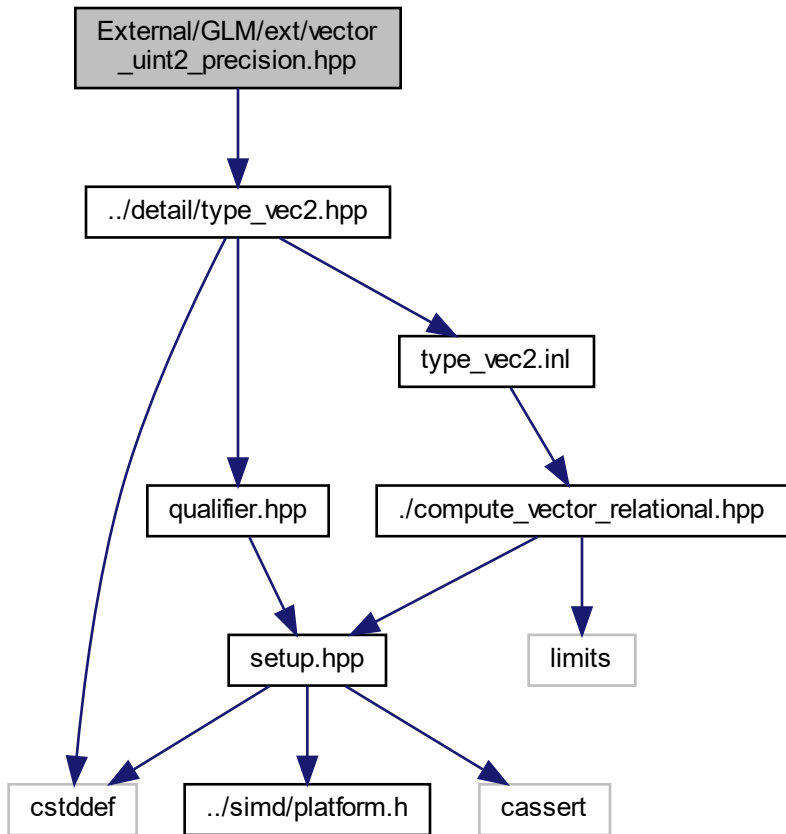 External/GLM/ext/vector
_uint2_precision.hpp
../detail/type_vec2.hpp
type_vec2.inl
qualifier.hpp
./compute_vector_relational.hpp
setup.hpp
limits
cstddef
../simd/platform.h
cassert